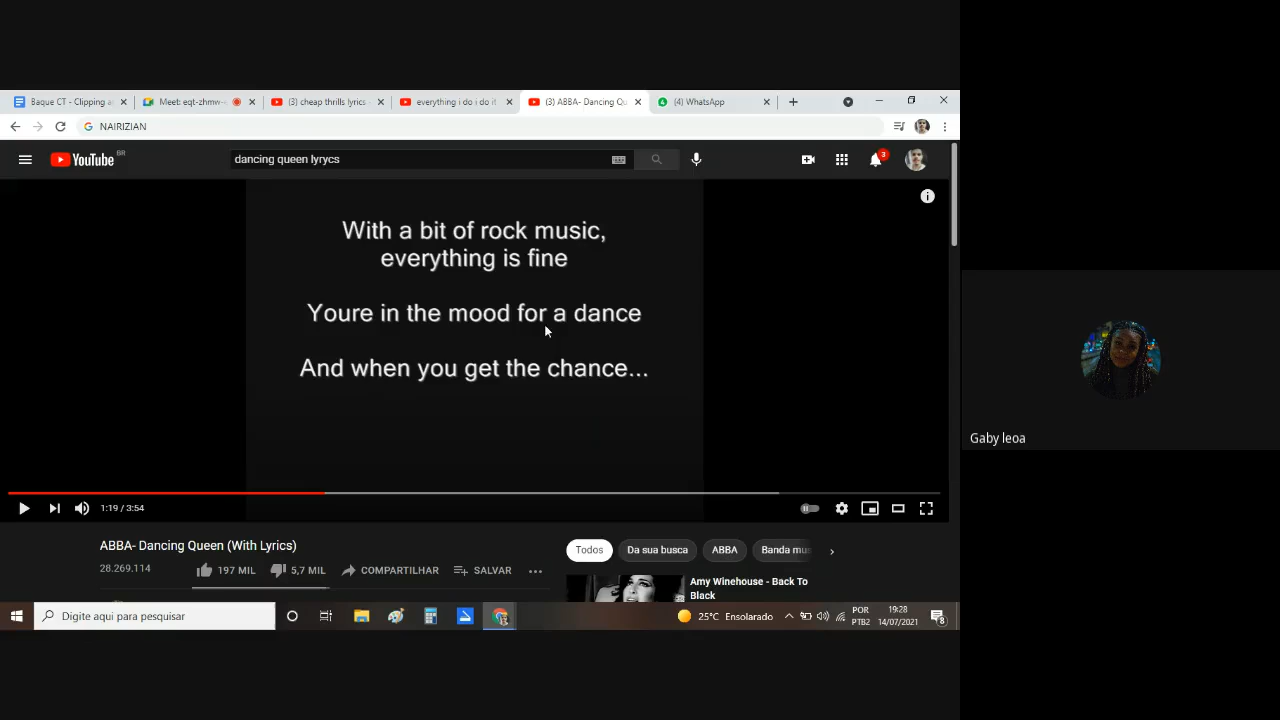 Baque CT - Clipping a
Meet: eqt-zhmw-
(3) cheap thrills lyrics -
everything i do i do it
(3) ABBA- Dancing Qu
(4) WhatsApp
NAIRIZIAN
YouTube BR
dancing queen lyrycs
3
With a bit of rock music,
everything is fine
Youre in the mood for a dance
And when you get the chance...
Gaby leoa
1:19 / 3:54
ABBA- Dancing Queen (With Lyrics)
28.269.114
197 MIL
5,7 MIL
COMPARTILHAR
SALVAR
Todos
Da sua busca
ABBA
Banda mus
Amy Winehouse - Back To
Black
Digite aqui para pesquisar
25°C Ensolarado
POR
PTB2
19:28
14/07/2021
8